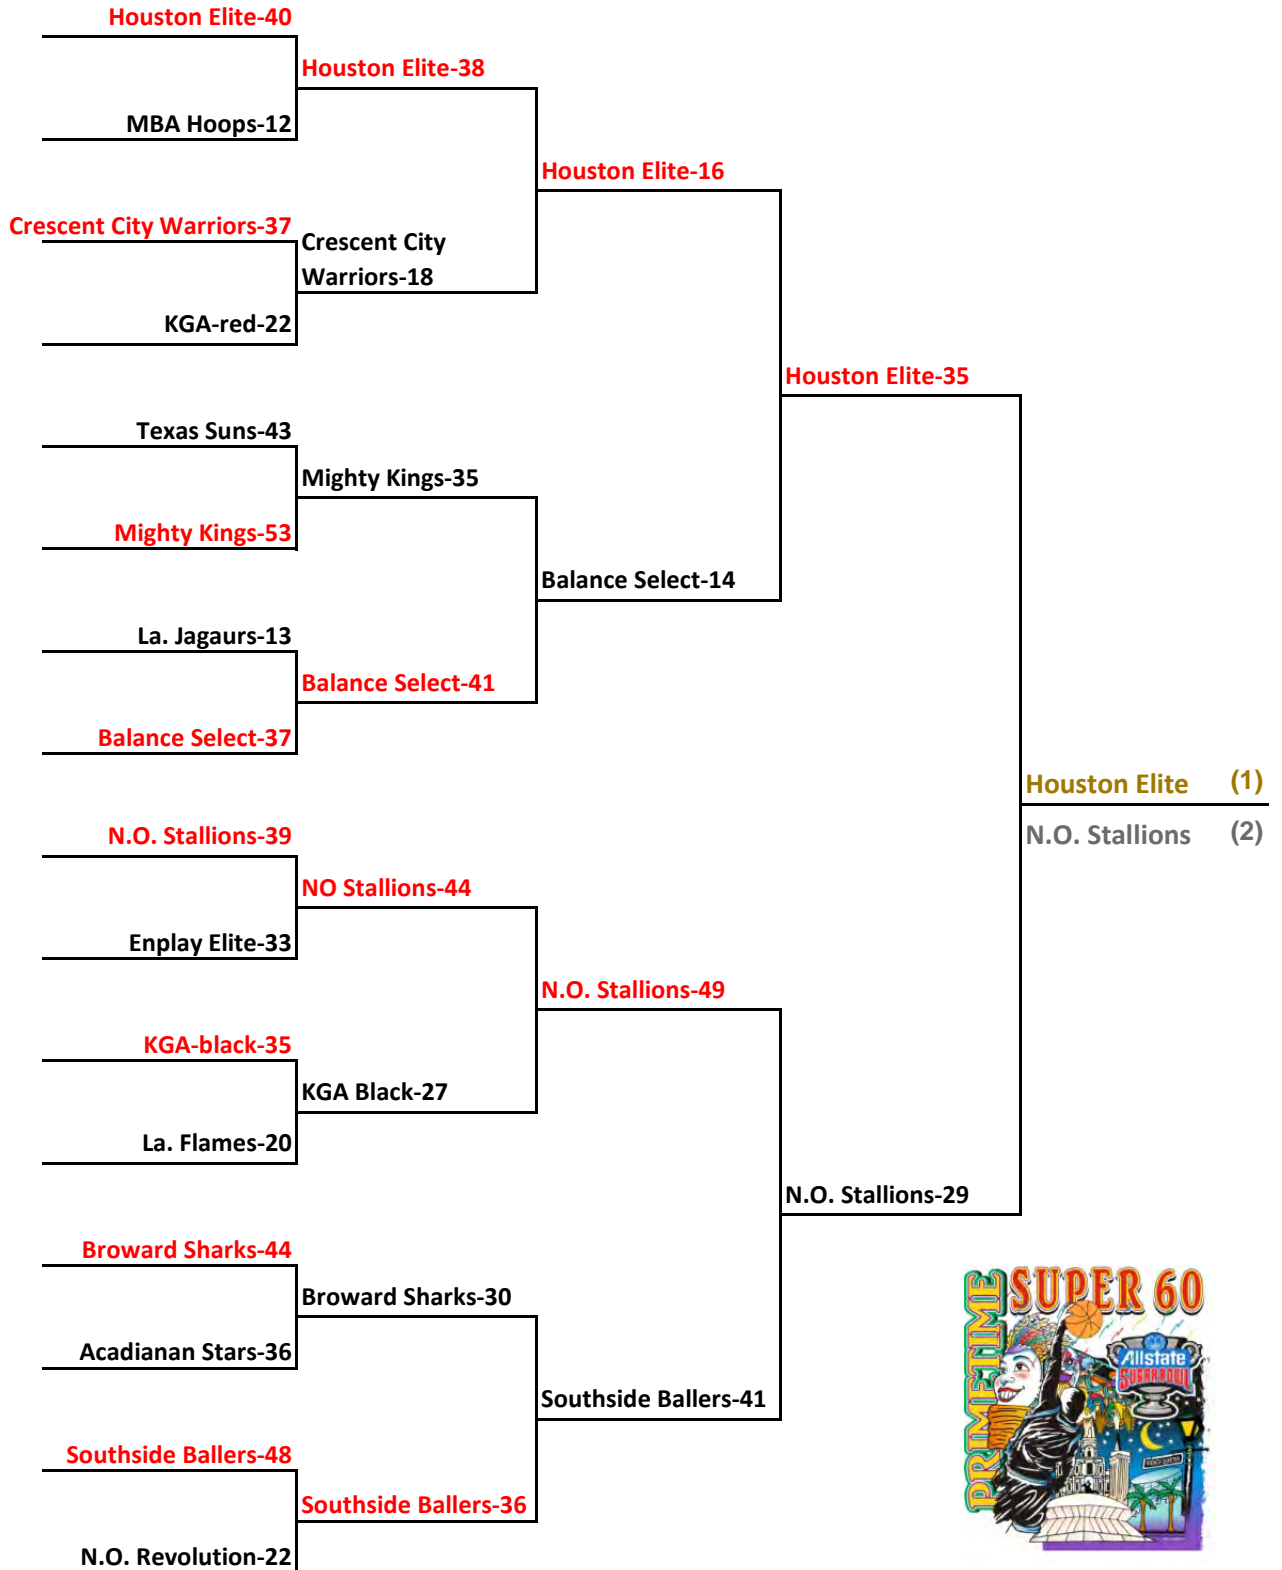 Houston Elite-40
Houston Elite-38
MBA Hoops-12
Houston Elite-16
Crescent City Warriors-37
Crescent City
Warriors-18
KGA-red-22
Houston Elite-35
Texas Suns-43
Mighty Kings-35
Mighty Kings-53
Balance Select-14
La. Jagaurs-13
Balance Select-41
Balance Select-37
Houston Elite (1)
N.O. Stallions (2)
N.O. Stallions-39
NO Stallions-44
Enplay Elite-33
N.O. Stallions-49
KGA-black-35
KGA Black-27
La. Flames-20
N.O. Stallions-29
Broward Sharks-44
Broward Sharks-30
Acadianan Stars-36
Southside Ballers-41
Southside Ballers-48
Southside Ballers-36
N.O. Revolution-22
PRIMETIME
SUPER 60
Allstate
SUGAR BOWL
FRENCH QUARTER